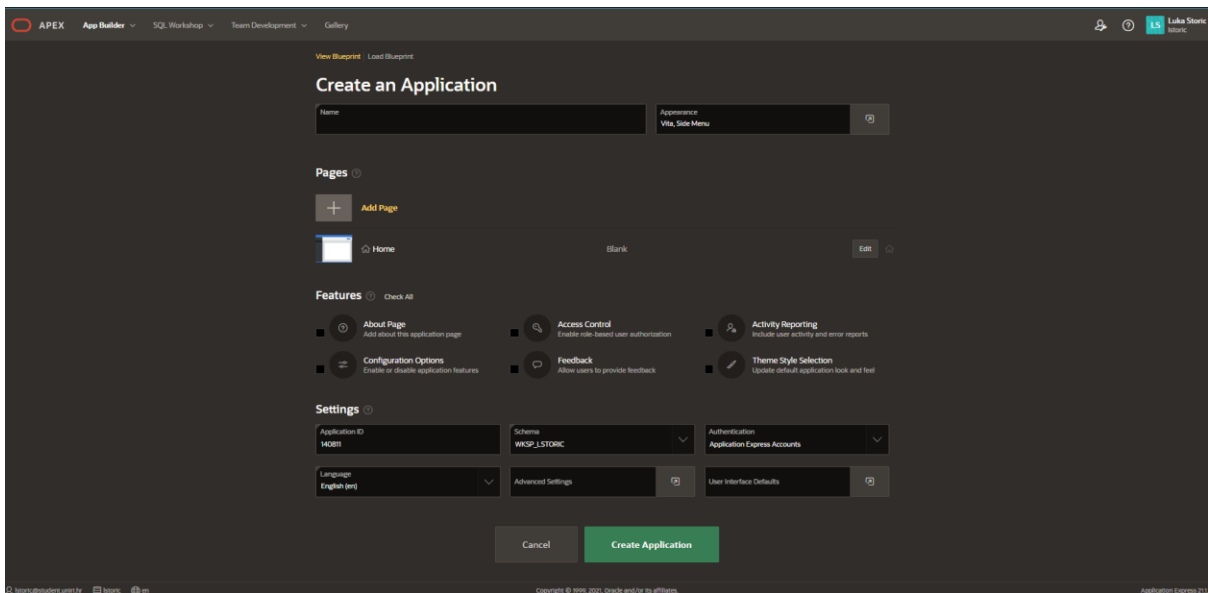 APEX App Builder SQL Workshop Team Development Gallery LS Luka Storic
lstoric
View Blueprint Load Blueprint
Create an Application
Name
Appearance
Vita, Side Menu
Pages
Add Page
Home Blank Edit
Features Check All
About Page
Add about this application page
Access Control
Enable role-based user authorization
Activity Reporting
Include user activity and error reports
Configuration Options
Enable or disable application features
Feedback
Allow users to provide feedback
Theme Style Selection
Update default application look and feel
Settings
Application ID
140811
Schema
WKSP_LSTORIC
Authentication
Application Express Accounts
Language
English (en)
Advanced Settings
User Interface Defaults
Cancel Create Application
lstoric en Copyright © 1999, 2021, Oracle and/or its affiliates. Application Express 21.1